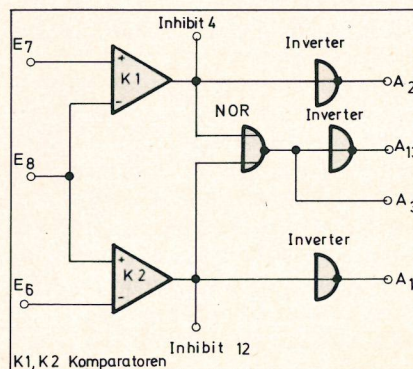 Inhibit 4
E7
+
K1
-
Inverter
A2
NOR
Inverter
E8
A13
A3
+
K2
-
E6
Inverter
A1
Inhibit 12
K1, K2 Komparatoren